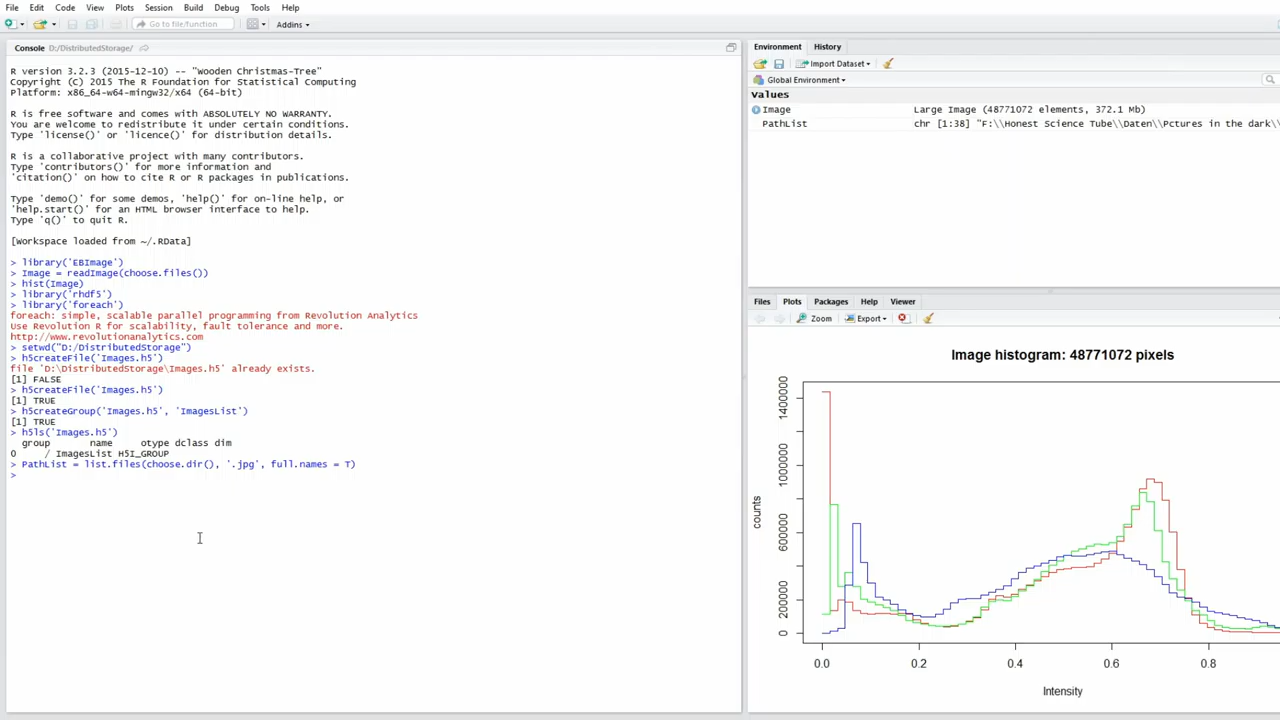 File Edit Code View Plots Session Build Debug Tools Help
Go to file/function Addins
Console D:/DistributedStorage/
R version 3.2.3 (2015-12-10) -- "Wooden Christmas-Tree"
Copyright (C) 2015 The R Foundation for Statistical Computing
Platform: x86_64-w64-mingw32/x64 (64-bit)
R is free software and comes with ABSOLUTELY NO WARRANTY.
You are welcome to redistribute it under certain conditions.
Type 'license()' or 'licence()' for distribution details.
R is a collaborative project with many contributors.
Type 'contributors()' for more information and
'citation()' on how to cite R or R packages in publications.
Type 'demo()' for some demos, 'help()' for on-line help, or
'help.start()' for an HTML browser interface to help.
Type 'q()' to quit R.
[Workspace loaded from ~/.RData]
> library('EBImage')
> Image = readImage(choose.files())
> hist(Image)
> library('rhdf5')
> library('foreach')
foreach: simple, scalable parallel programming from Revolution Analytics
Use Revolution R for scalability, fault tolerance and more.
http://www.revolutionanalytics.com
> setwd("D:/DistributedStorage")
> h5createFile('Images.h5')
file 'D:\DistributedStorage\Images.h5' already exists.
[1] FALSE
> h5createFile('Images.h5')
[1] TRUE
> h5createGroup('Images.h5', 'ImagesList')
[1] TRUE
> h5ls('Images.h5')
group name otype dclass dim
0 / ImagesList H5I_GROUP
> PathList = list.files(choose.dir(), '.jpg', full.names = T)
>
Environment History
Import Dataset
Global Environment
Values
Image Large Image (48771072 elements, 372.1 Mb)
PathList chr [1:38] "F:\\Honest Science Tube\\Daten\\Pctures in the dark\\
Files Plots Packages Help Viewer
Zoom Export
Image histogram: 48771072 pixels
counts
0 200000 600000 1000000 1400000
0.0 0.2 0.4 0.6 0.8
Intensity